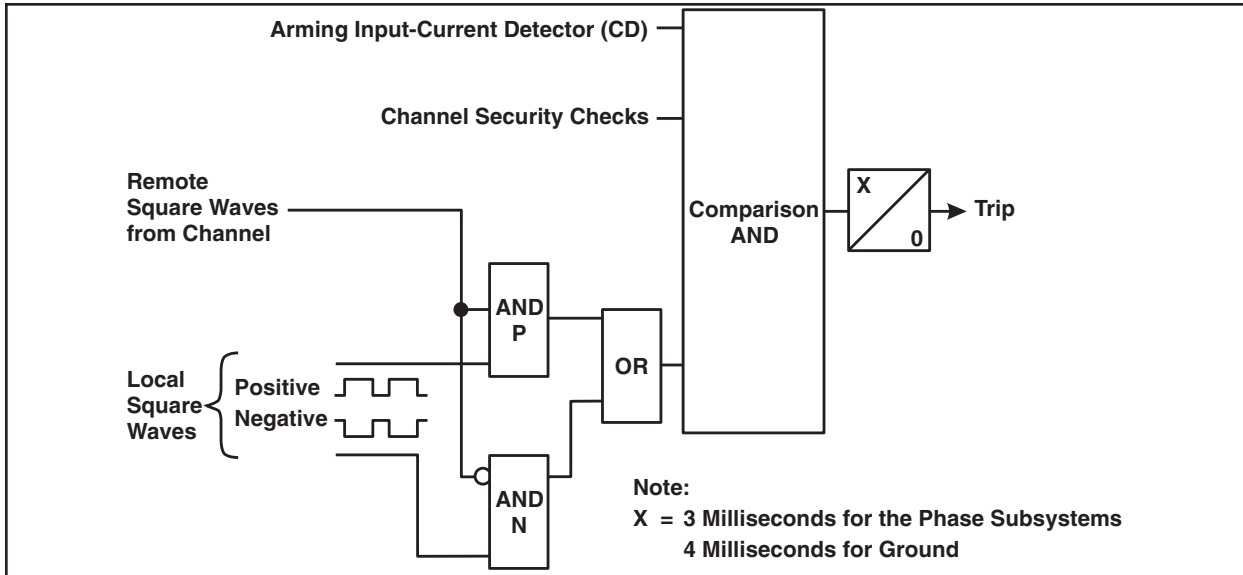 Arming Input-Current Detector (CD)
Channel Security Checks
Remote
Square Waves
from Channel
Comparison
AND
X
0
Trip
AND
P
OR
Local
Square
Waves
Positive
Negative
AND
N
Note:
X = 3 Milliseconds for the Phase Subsystems
4 Milliseconds for Ground